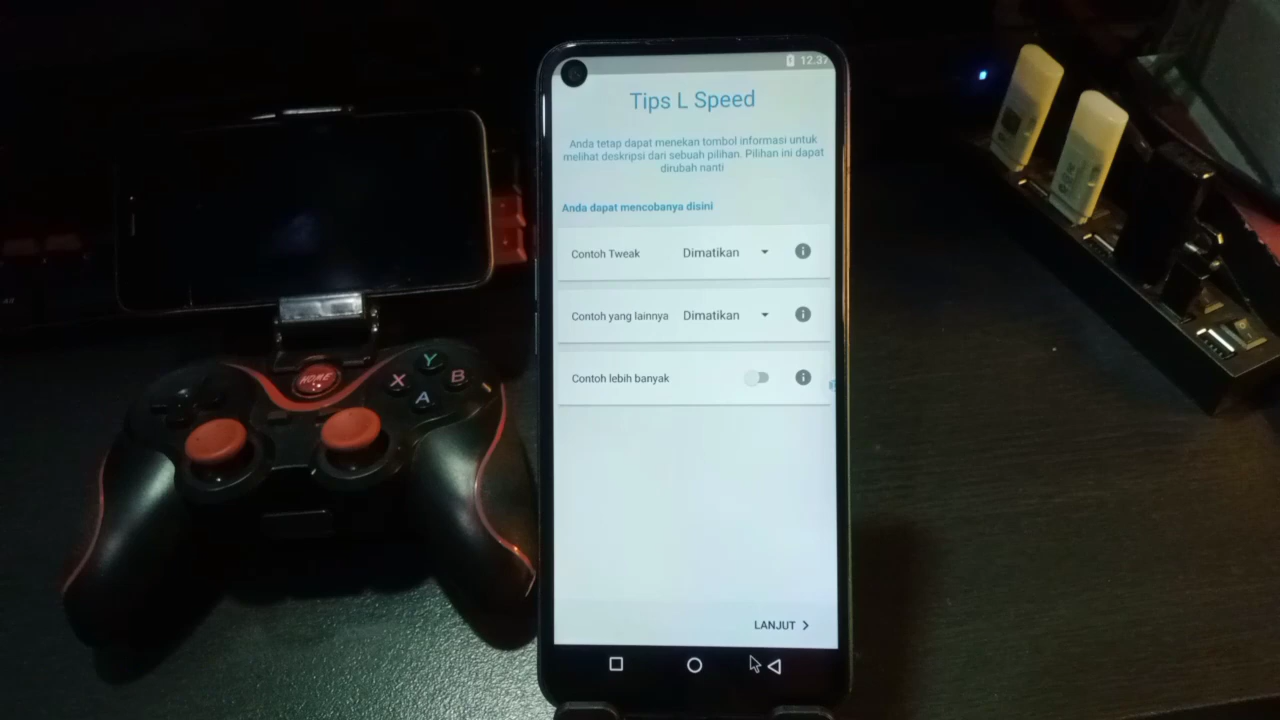 12.37
Tips L Speed
Anda tetap dapat menekan tombol informasi untuk
melihat deskripsi dari sebuah pilihan. Pilihan ini dapat
dirubah nanti
Anda dapat mencobanya disini
Contoh Tweak Dimatikan
Contoh yang lainnya Dimatikan
Contoh lebih banyak
LANJUT
HOME
Y
X B
A